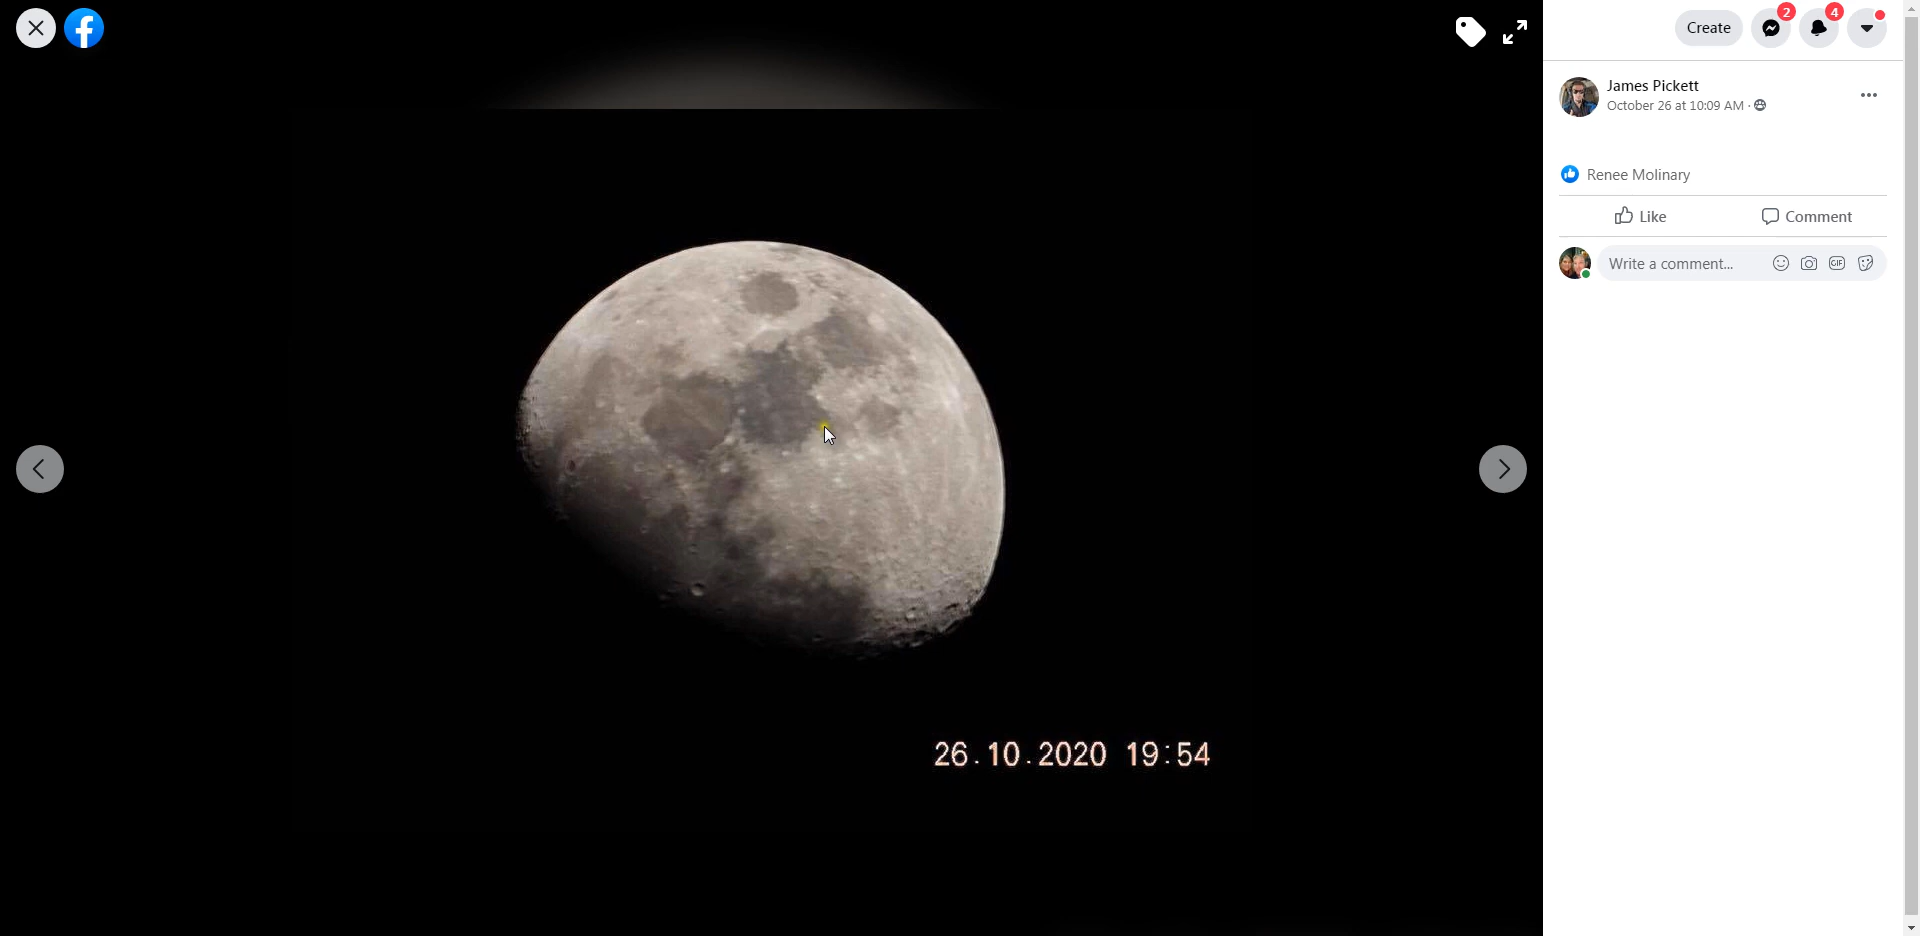 Create
2
4
James Pickett
October 26 at 10:09 AM ·
Renee Molinary
Like
Comment
Write a comment...
GIF
26.10.2020 19:54